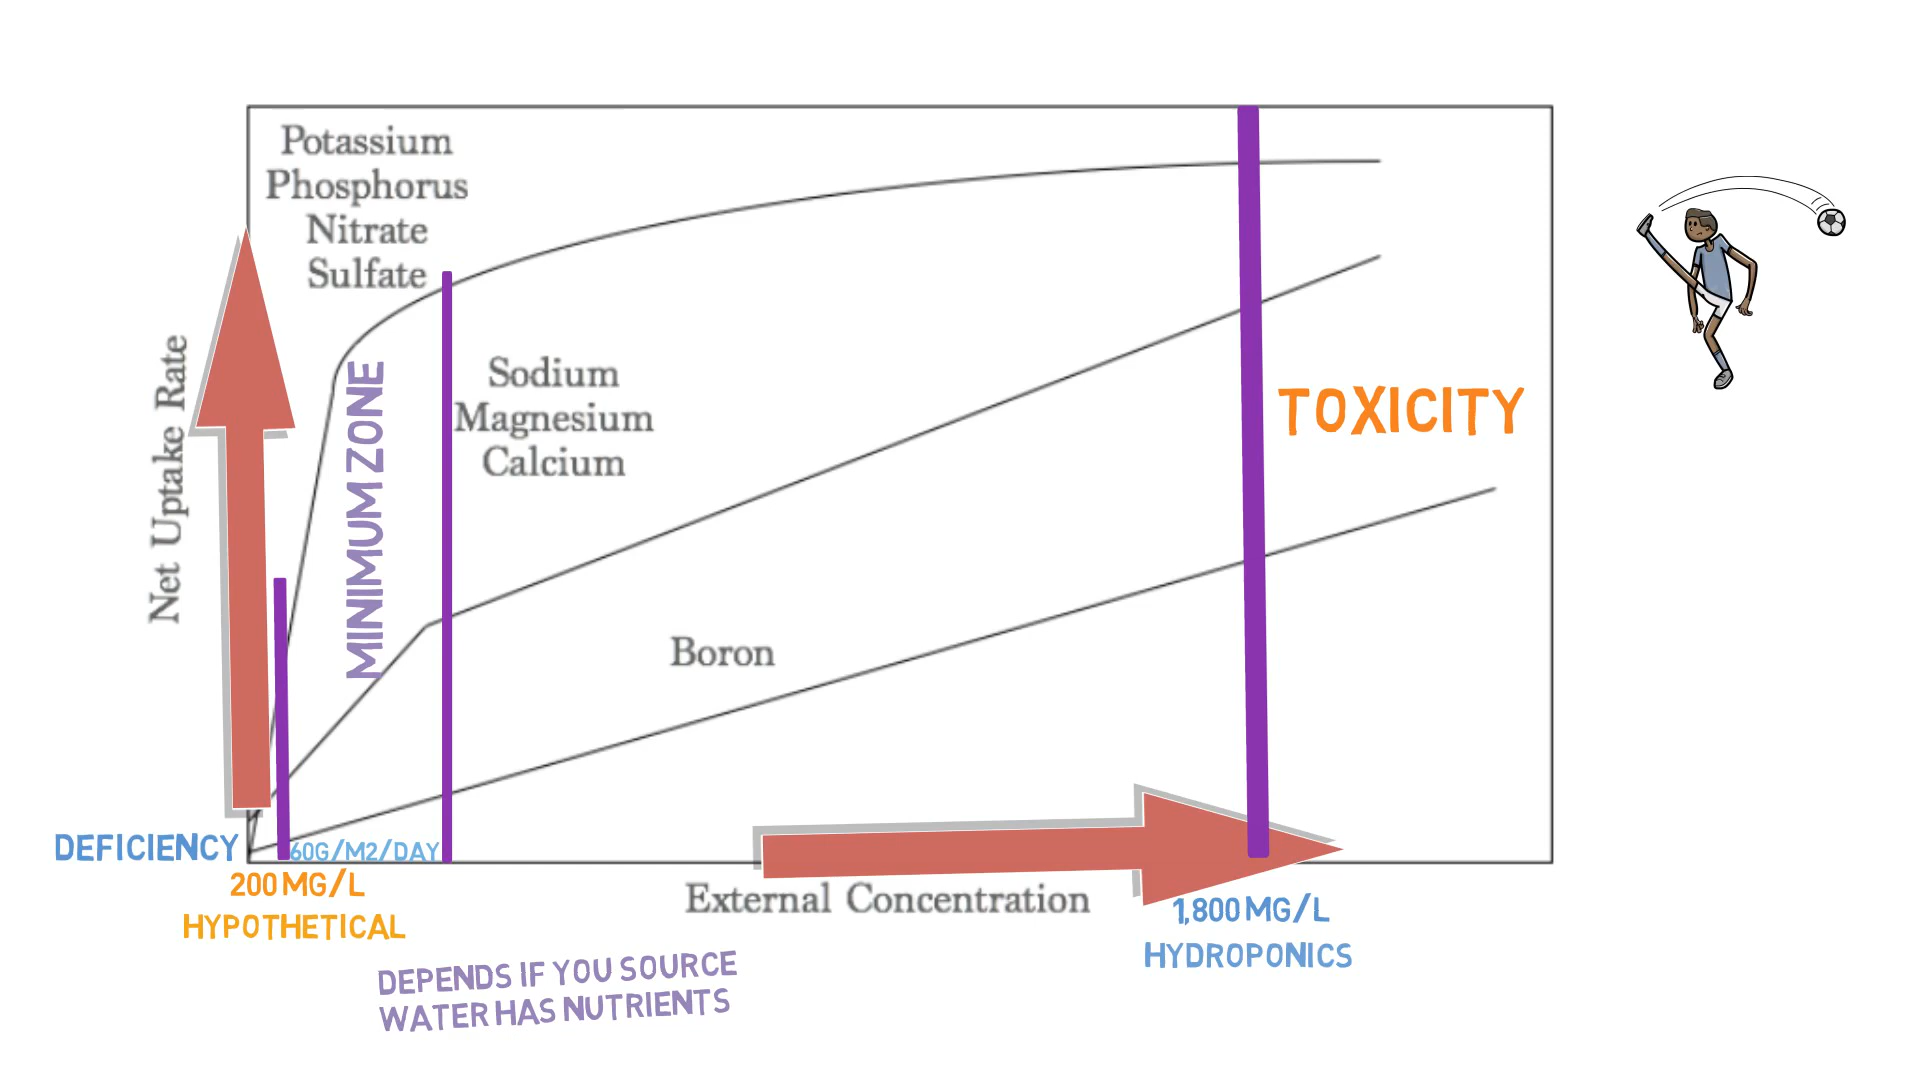 Potassium
Phosphorus
Nitrate
Sulfate
Net Uptake Rate
MINIMUM ZONE
Sodium
Magnesium
Calcium
TOXICITY
Boron
DEFICIENCY
60G/M2/DAY
200 MG/L
HYPOTHETICAL
External Concentration
1,800 MG/L
HYDROPONICS
DEPENDS IF YOU SOURCE
WATER HAS NUTRIENTS